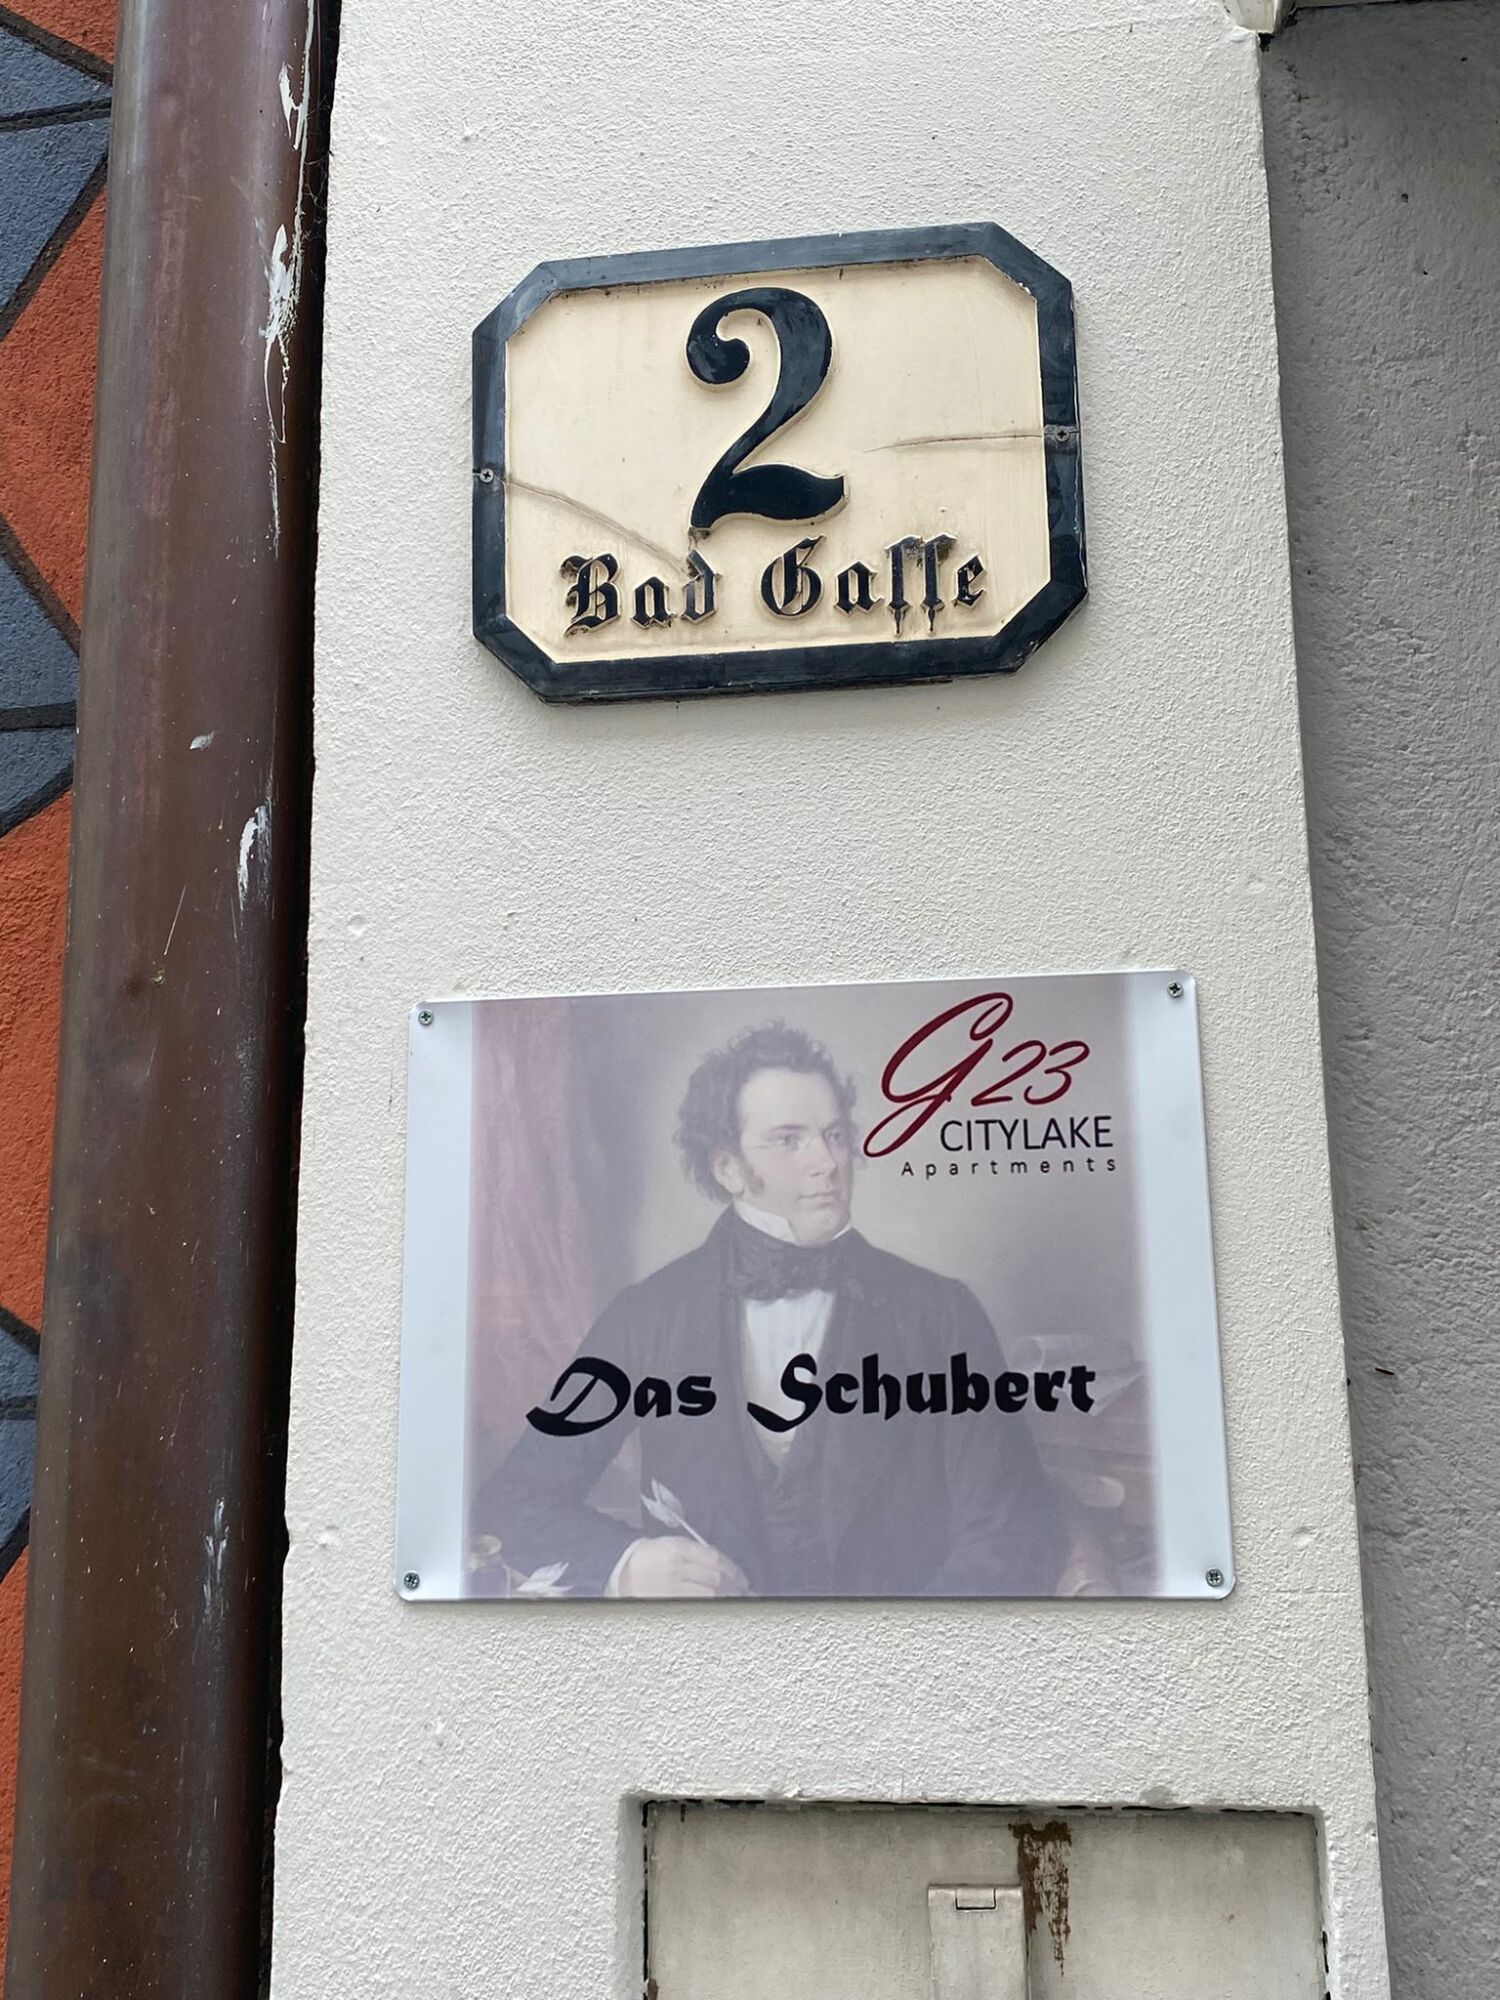 2
Bad Gaſſe
G23
CITYLAKE
Apartments
Das Schubert